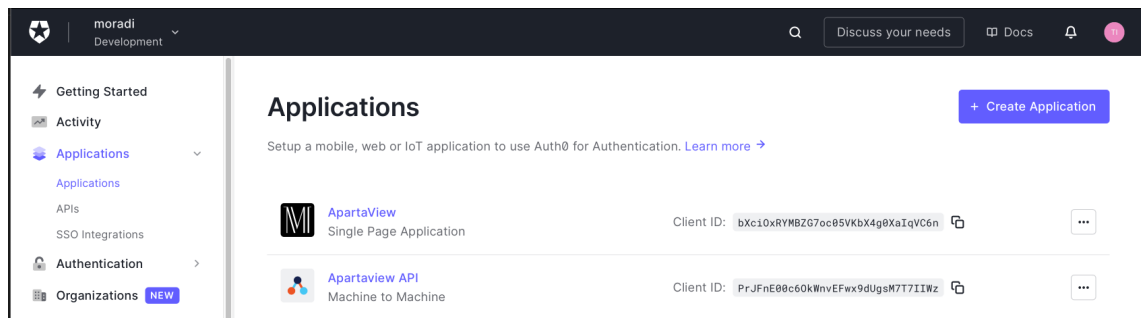 moradi
Development
Discuss your needs
Docs
TI
Getting Started
Activity
Applications
Applications
APIs
SSO Integrations
Authentication
Organizations NEW
Applications
+ Create Application
Setup a mobile, web or IoT application to use Auth0 for Authentication. Learn more →
ApartaView
Single Page Application
Client ID: bXciOxRYMBZG7oc05VKbX4g0XaIqVC6n
Apartaview API
Machine to Machine
Client ID: PrJFnE00c6OkWnvEFwx9dUgsM7T7IIWz